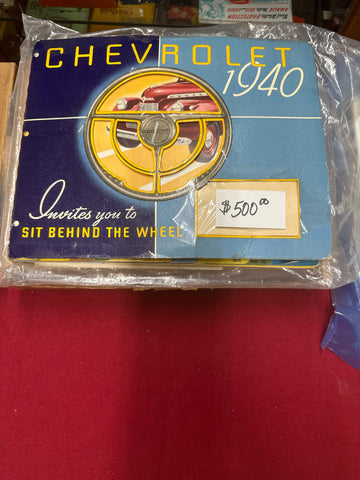 CHEVROLET
1940
Invites you to
SIT BEHIND THE WHEEL
$500.00